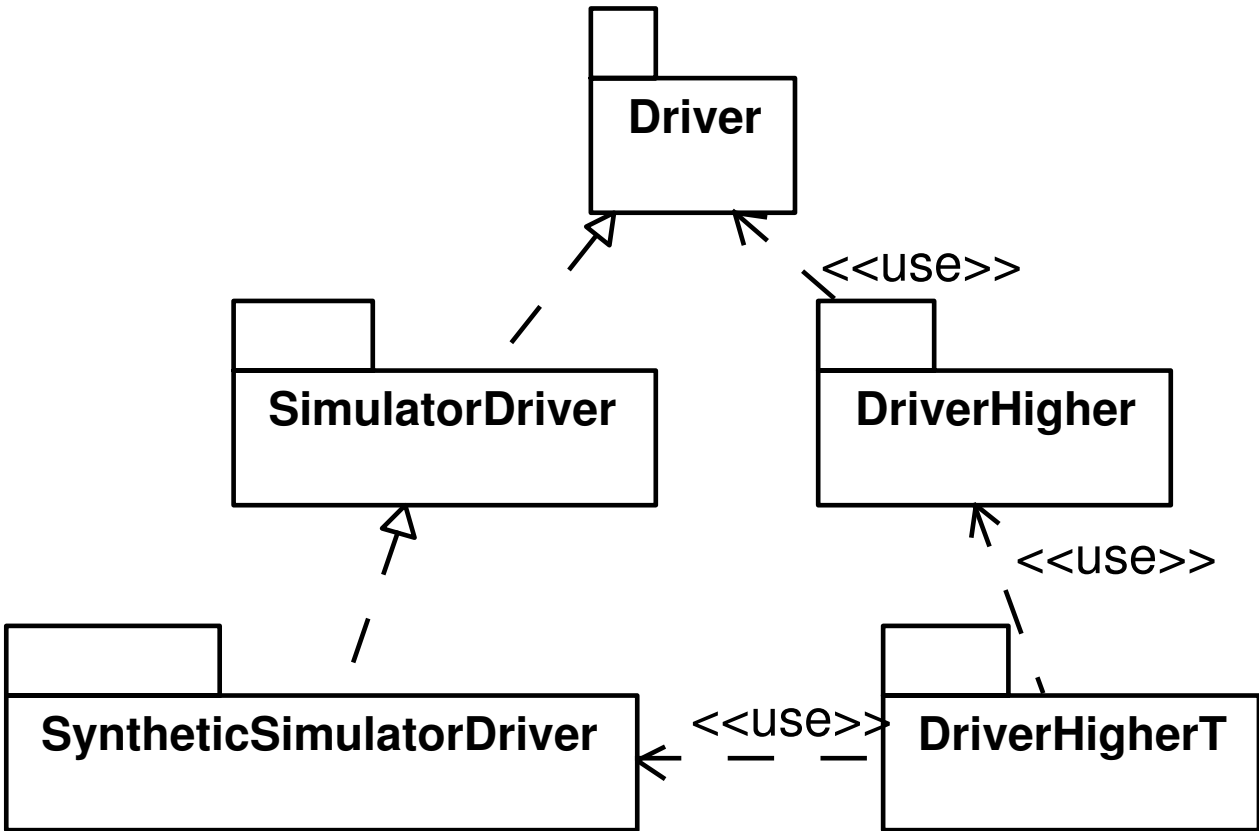 Driver
<<use>>
SimulatorDriver
DriverHigher
<<use>>
<<use>>
SyntheticSimulatorDriver
DriverHigherT